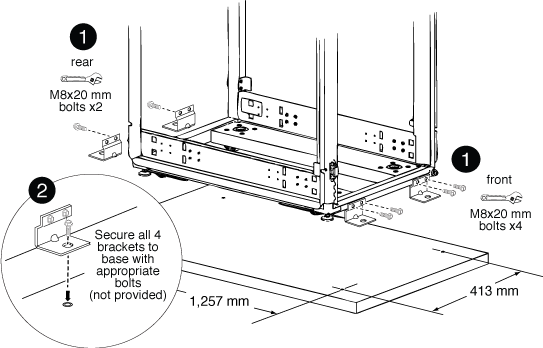 1
rear
M8x20 mm
bolts x2
1
front
M8x20 mm
bolts x4
2
Secure all 4
brackets to
base with
appropriate
bolts
(not provided)
1,257 mm
413 mm